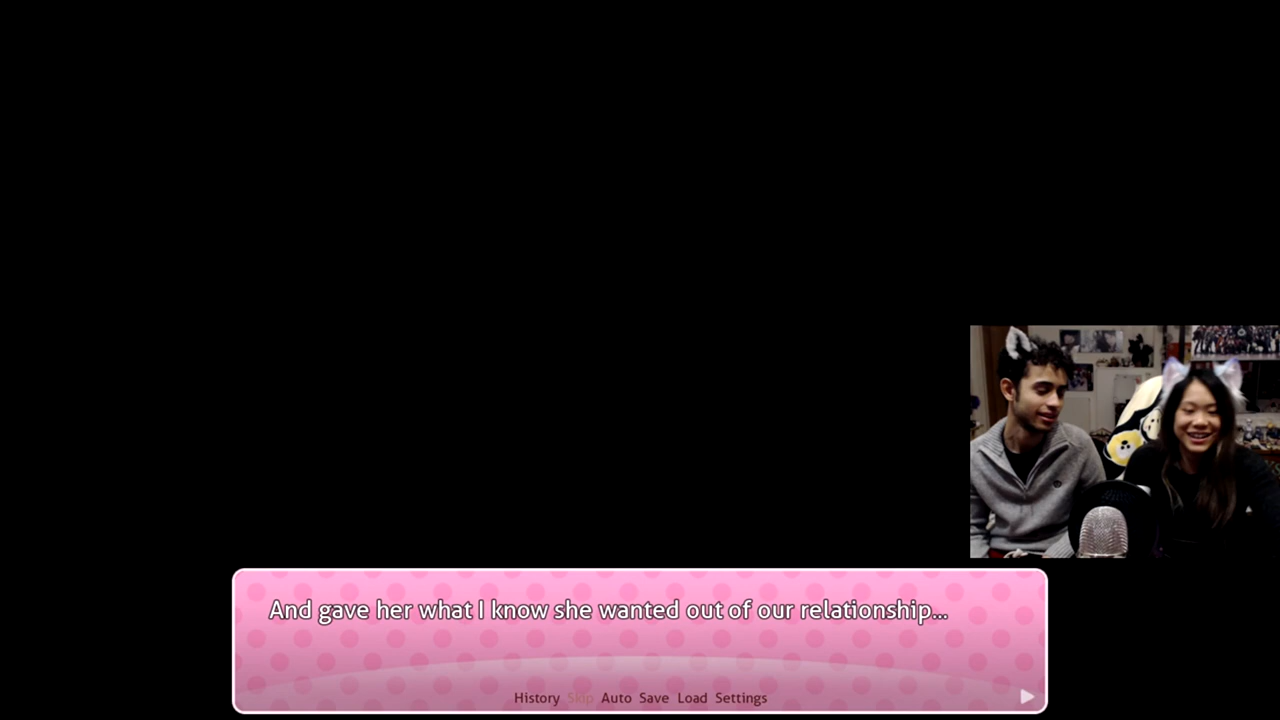 And gave her what I know she wanted out of our relationship...
History Skip Auto Save Load Settings